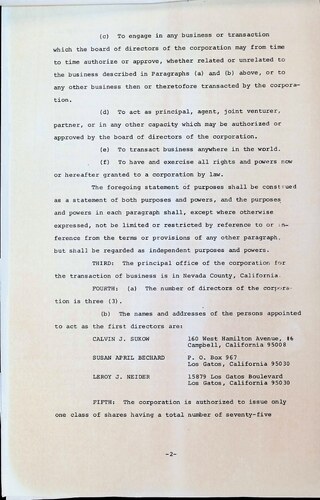 (c) To engage in any business or transaction
which the board of directors of the corporation may from time
to time authorize or approve, whether related or unrelated to
the business described in Paragraphs (a) and (b) above, or to
any other business then or theretofore transacted by the corpora-
tion.
(d) To act as principal, agent, joint venturer,
partner, or in any other capacity which may be authorized or
approved by the board of directors of the corporation.
(e) To transact business anywhere in the world.
(f) To have and exercise all rights and powers now
or hereafter granted to a corporation by law.
The foregoing statement of purposes shall be construed
as a statement of both purposes and powers, and the purposes
and powers in each paragraph shall, except where otherwise
expressed, not be limited or restricted by reference to or in-
ference from the terms or provisions of any other paragraph,
but shall be regarded as independent purposes and powers.
THIRD: The principal office of the corporation for
the transaction of business is in Nevada County, California.
FOURTH: (a) The number of directors of the corpora-
tion is three (3).
(b) The names and addresses of the persons appointed
to act as the first directors are:
CALVIN J. SUKOW 160 West Hamilton Avenue, #6
Campbell, California 95008
SUSAN APRIL BECHARD P. O. Box 967
Los Gatos, California 95030
LEROY J. NEIDER 15879 Los Gatos Boulevard
Los Gatos, California 95030
FIFTH: The corporation is authorized to issue only
one class of shares having a total number of seventy-five
-2-